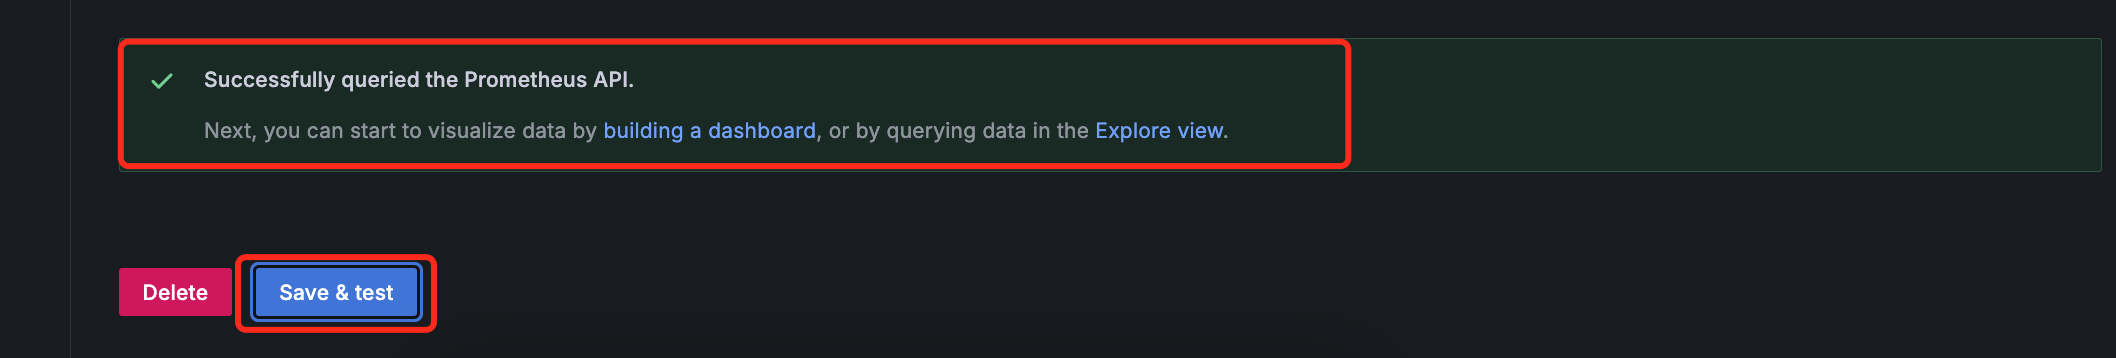 Successfully queried the Prometheus API.
Next, you can start to visualize data by building a dashboard, or by querying data in the Explore view.
Delete Save & test